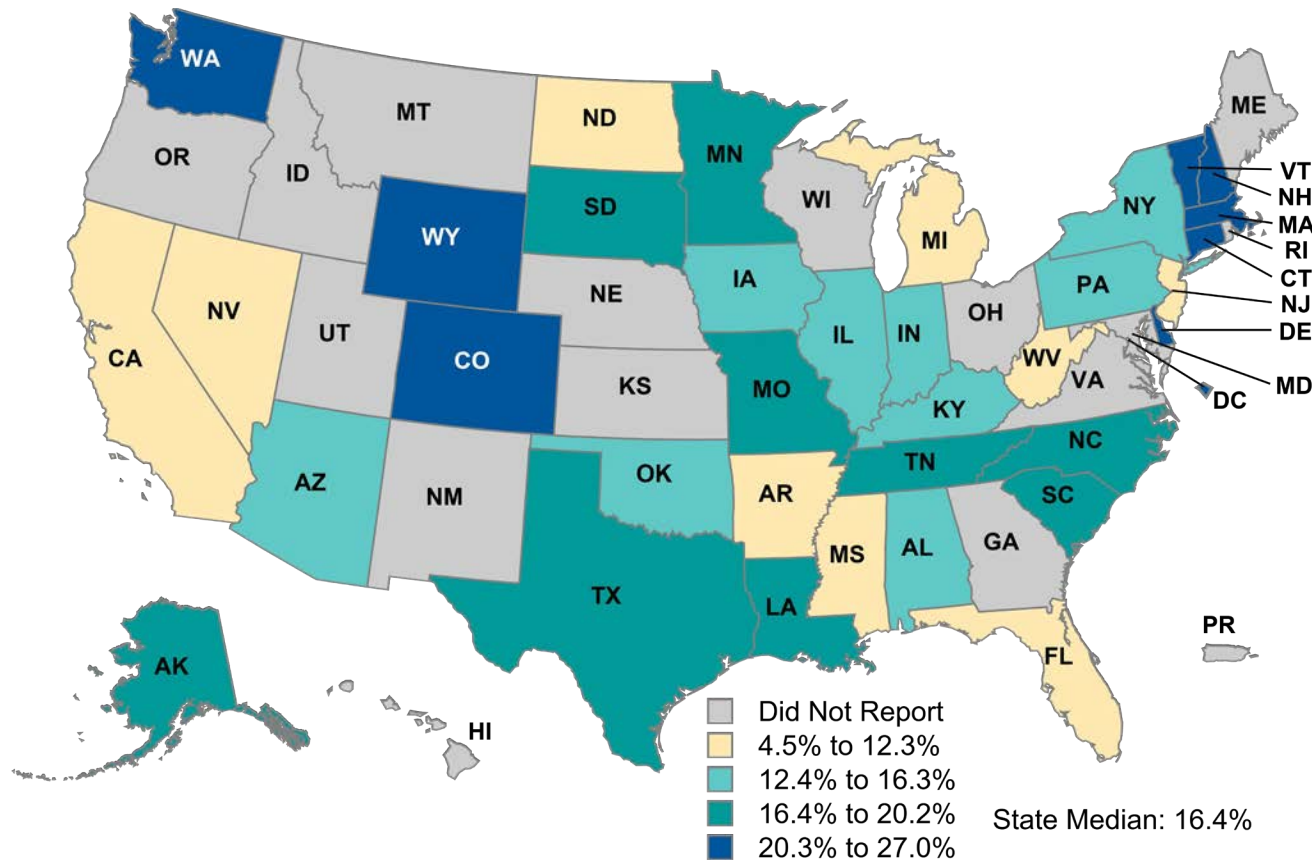 WA
MT
ND
MN
ME
OR
ID
SD
WI
VT
NH
NY
MA
RI
CT
NJ
DE
MD
DC
WY
MI
IA
PA
NE
NV
UT
OH
IL
IN
WV
VA
CA
CO
KS
MO
KY
NC
TN
AZ
NM
OK
AR
SC
MS
AL
GA
TX
LA
PR
FL
AK
HI
Did Not Report
4.5% to 12.3%
12.4% to 16.3%
16.4% to 20.2%
20.3% to 27.0%
State Median: 16.4%